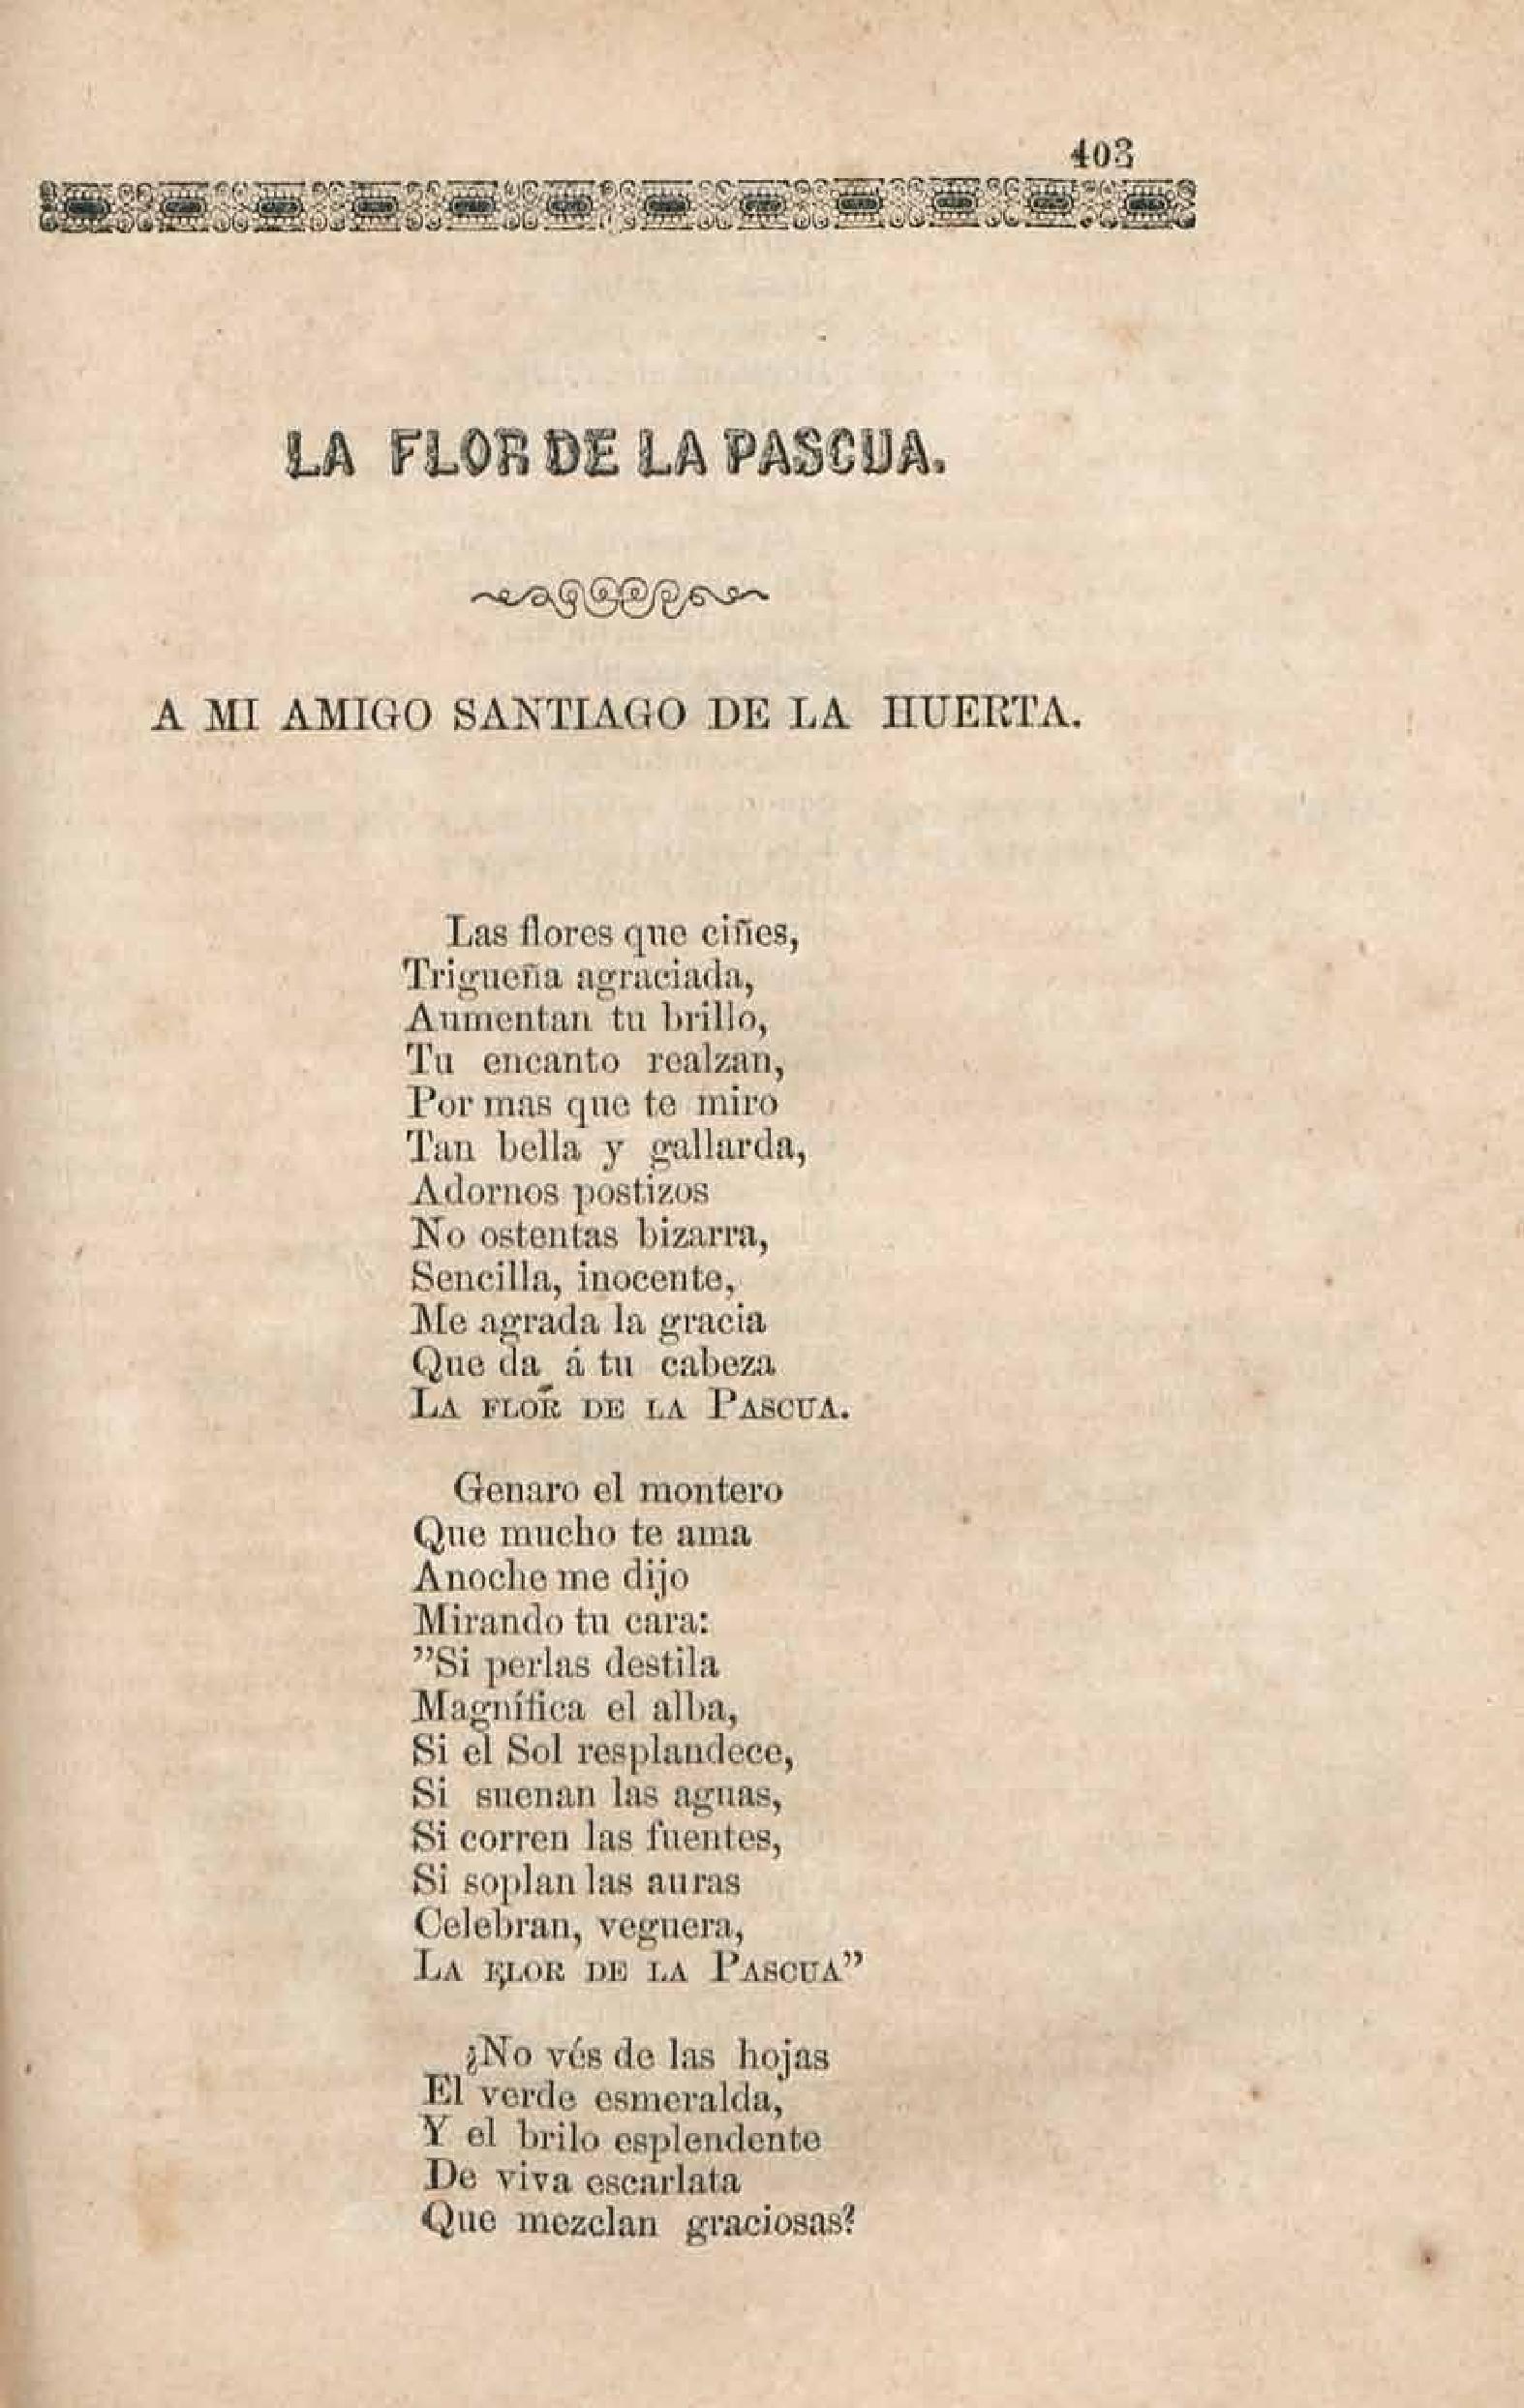 403
LA FLOR DE LA PASCUA.
A MI AMIGO SANTIAGO DE LA HUERTA.
Las flores que ciñes,
Trigueña agraciada,
Aumentan tu brillo,
Tu encanto realzan,
Por mas que te miro
Tan bella y gallarda,
Adornos postizos
No ostentas bizarra,
Sencilla, inocente,
Me agrada la gracia
Que da á tu cabeza
LA FLOR DE LA PASCUA.
Genaro el montero
Que mucho te ama
Anoche me dijo
Mirando tu cara:
"Si perlas destila
Magnífica el alba,
Si el Sol resplandece,
Si suenan las aguas,
Si corren las fuentes,
Si soplan las auras
Celebran, veguera,
LA FLOR DE LA PASCUA"
¿No vés de las hojas
El verde esmeralda,
Y el brilo esplendente
De viva escarlata
Que mezclan graciosas?